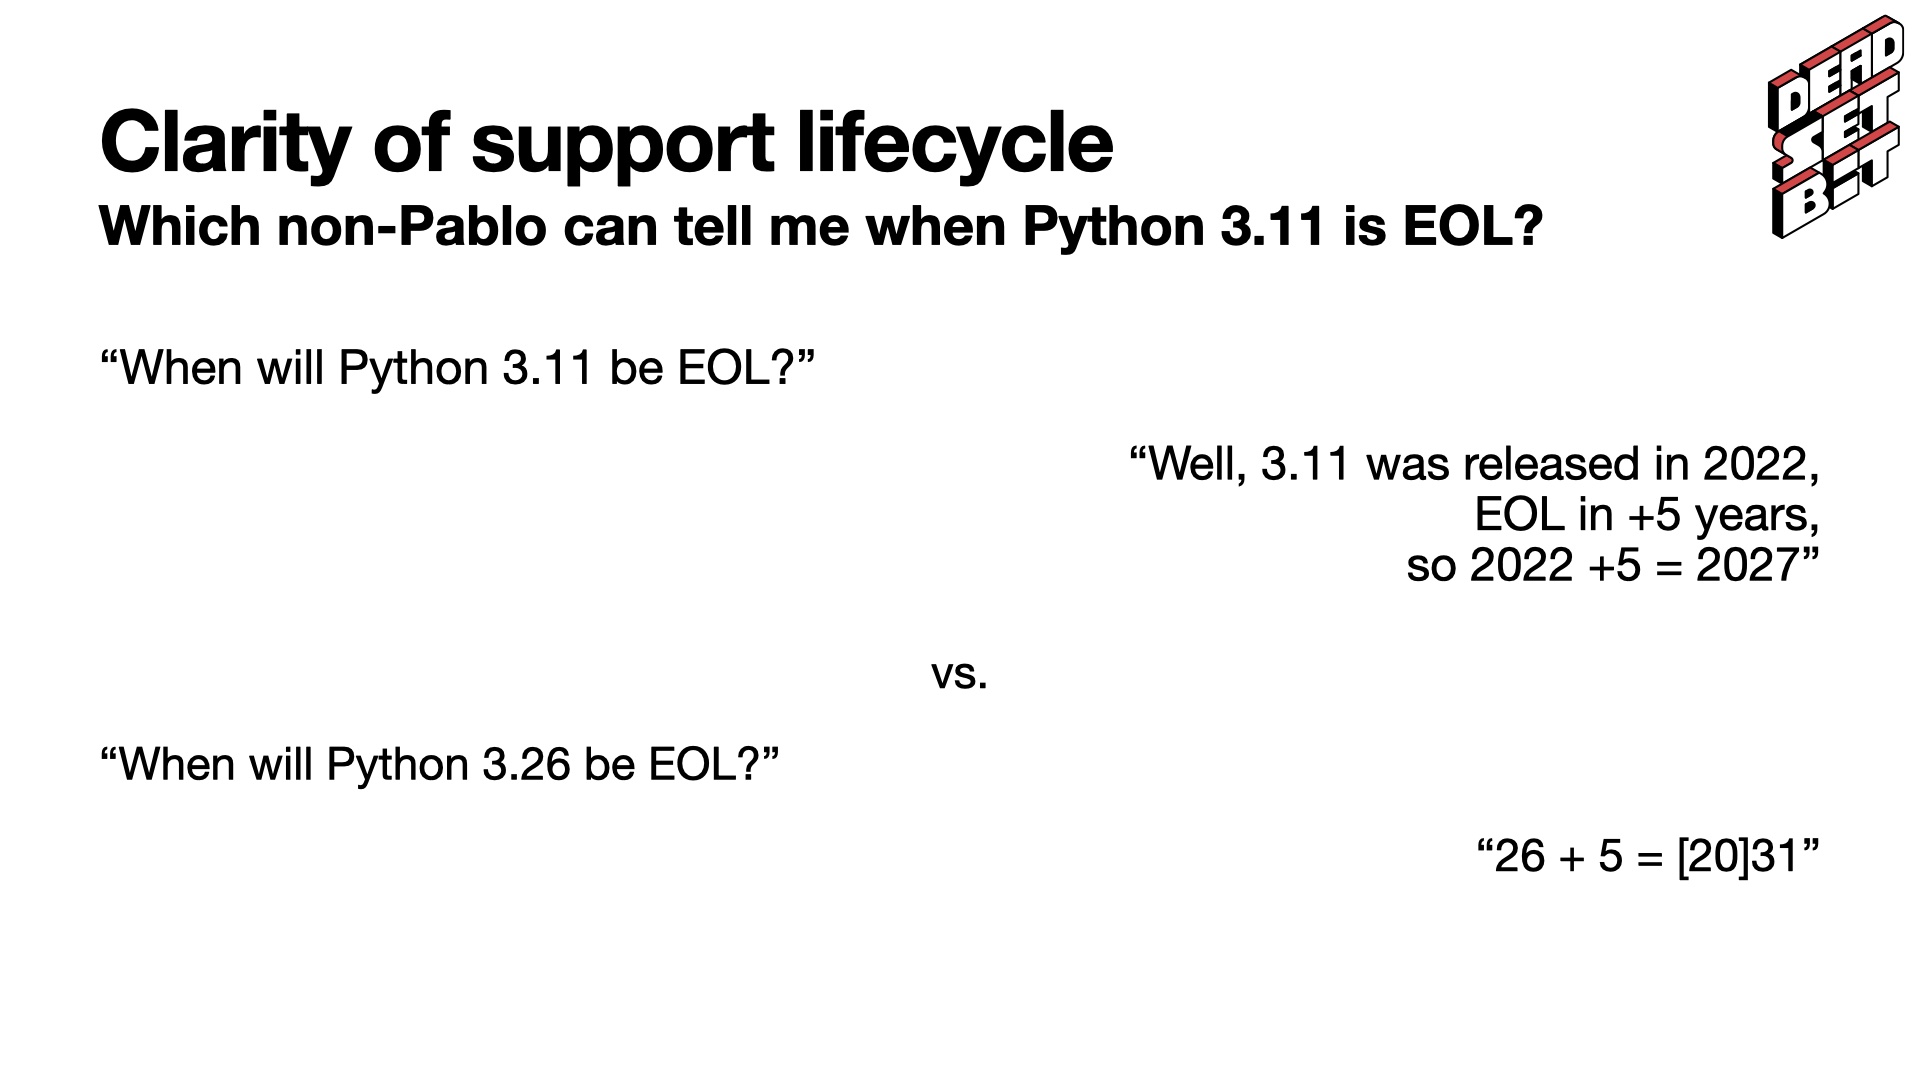 DEAD
SET
BiT
Clarity of support lifecycle
Which non-Pablo can tell me when Python 3.11 is EOL?
“When will Python 3.11 be EOL?”
“Well, 3.11 was released in 2022,
EOL in +5 years,
so 2022 +5 = 2027”
vs.
“When will Python 3.26 be EOL?”
“26 + 5 = [20]31”